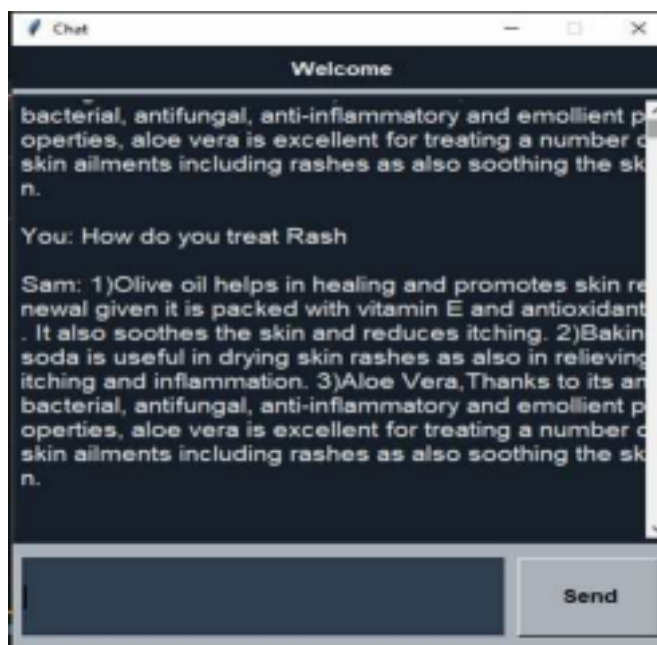 Chat
Welcome
bacterial, antifungal, anti-inflammatory and emollient p
operties, aloe vera is excellent for treating a number o
skin ailments including rashes as also soothing the sk
n.
You: How do you treat Rash
Sam: 1)Olive oil helps in healing and promotes skin re
newal given it is packed with vitamin E and antioxidant
. It also soothes the skin and reduces itching. 2)Bakin
soda is useful in drying skin rashes as also in relieving
itching and inflammation. 3)Aloe Vera,Thanks to its an
bacterial, antifungal, anti-inflammatory and emollient p
operties, aloe vera is excellent for treating a number o
skin ailments including rashes as also soothing the sk
n.
Send